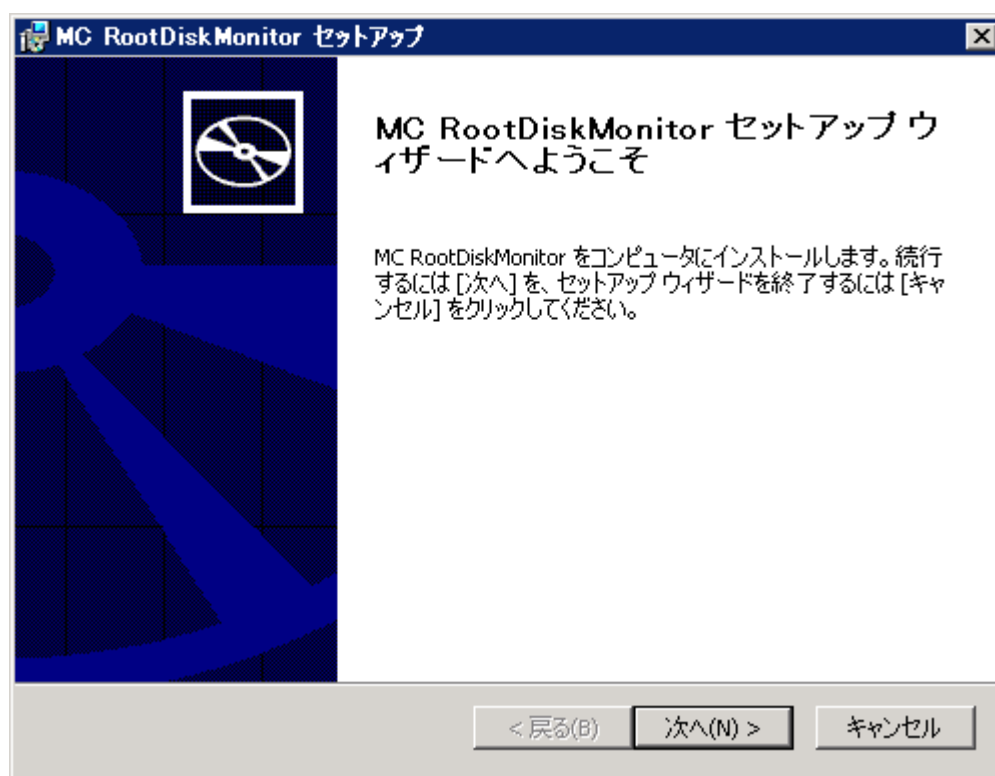 MC RootDiskMonitor セットアップ
MC RootDiskMonitor セットアップ ウ
ィザードへようこそ
MC RootDiskMonitor をコンピュータにインストールします。続行
するには [次へ] を、セットアップ ウィザードを終了するには [キャ
ンセル] をクリックしてください。
< 戻る(B) 次へ(N) > キャンセル